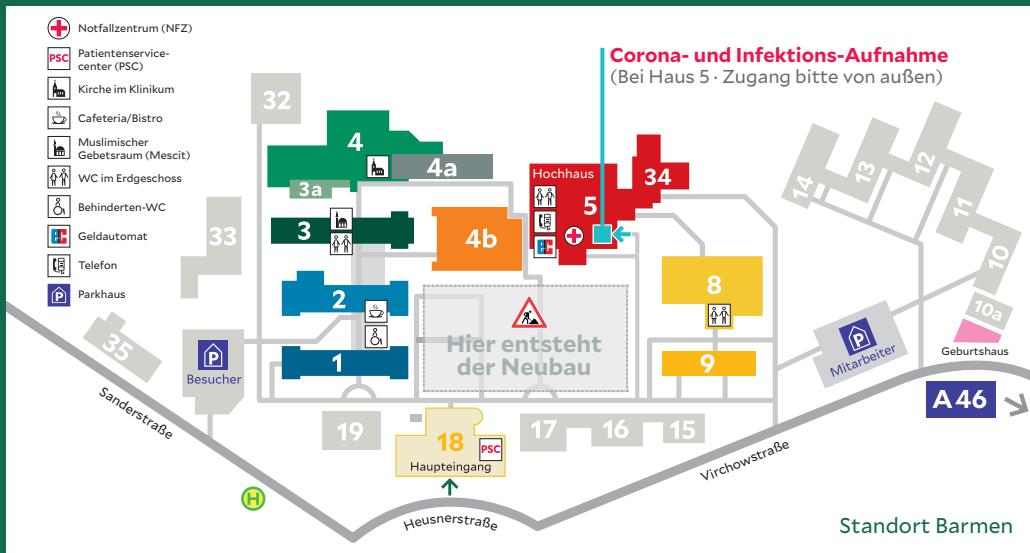 Notfallzentrum (NFZ)
PSC
Patientenservice-
center (PSC)
Kirche im Klinikum
Cafeteria/Bistro
Muslimischer
Gebetsraum (Mescit)
WC im Erdgeschoss
Behinderten-WC
Geldautomat
Telefon
P
Parkhaus
Corona- und Infektions-Aufnahme
(Bei Haus 5 · Zugang bitte von außen)
32
4
4a
3a
3
33
4b
Hochhaus
5
34
14
13
12
11
10
10a
Geburtshaus
2
1
8
9
35
P
Besucher
P
Mitarbeiter
Hier entsteht
der Neubau
A 46
19
18
PSC
Haupteingang
17
16
15
Sanderstraße
H
Heusnerstraße
Virchowstraße
Standort Barmen